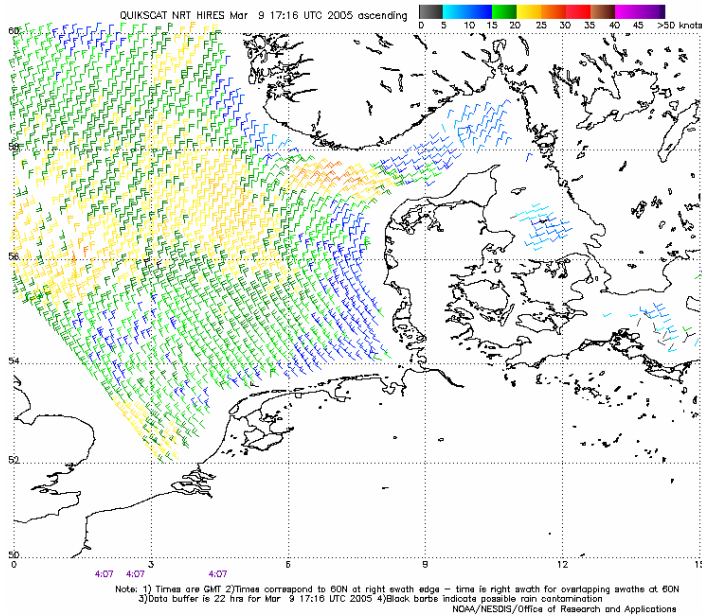 QUIKSCAT NRT HIRES Mar 9 17:16 UTC 2005 ascending
0 5 10 15 20 25 30 35 40 45 >50 knots
60
58
56
54
52
50
0 3 6 9 12 15
4:07 4:07 4:07
Note: 1) Times are GMT 2)Times correspond to 60N at right swath edge - time is right swath for overlapping swaths at 60N
3)Data buffer is 22 hrs for Mar 9 17:16 UTC 2005 4)Black barbs indicate possible rain contamination
NOAA/NESDIS/Office of Research and Applications